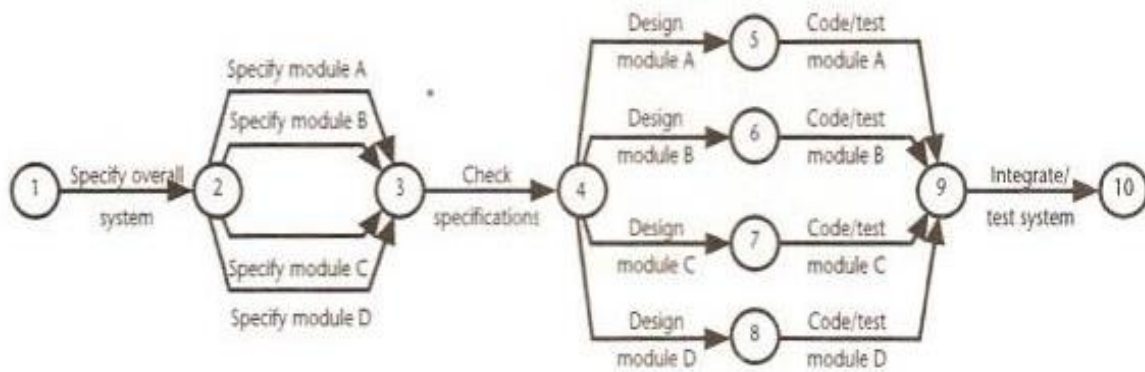 Design
module A
5
Code/test
module A
Specify module A
Specify module B
Design
module B
6
Code/test
module B
1
Specify overall
system
2
3
Check
specifications
4
9
Integrate/
test system
10
Specify module C
Specify module D
Design
module C
7
Code/test
module C
Design
module D
8
Code/test
module D